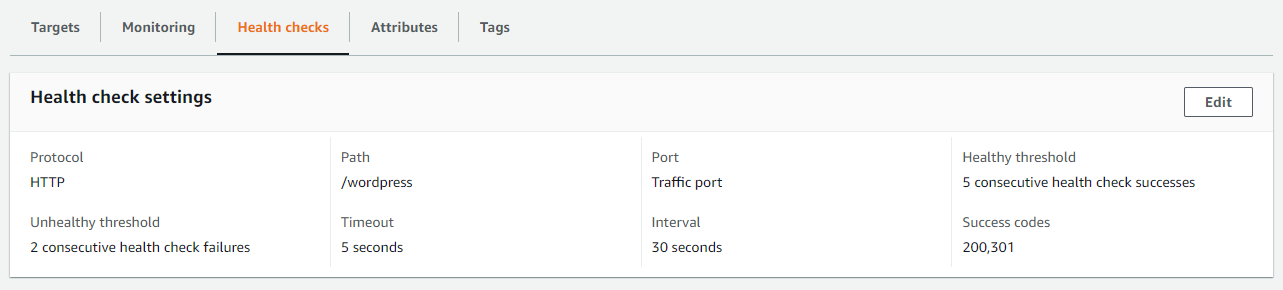 Targets Monitoring Health checks Attributes Tags
Health check settings
Edit
Protocol Path Port Healthy threshold
HTTP /wordpress Traffic port 5 consecutive health check successes
Unhealthy threshold Timeout Interval Success codes
2 consecutive health check failures 5 seconds 30 seconds 200,301